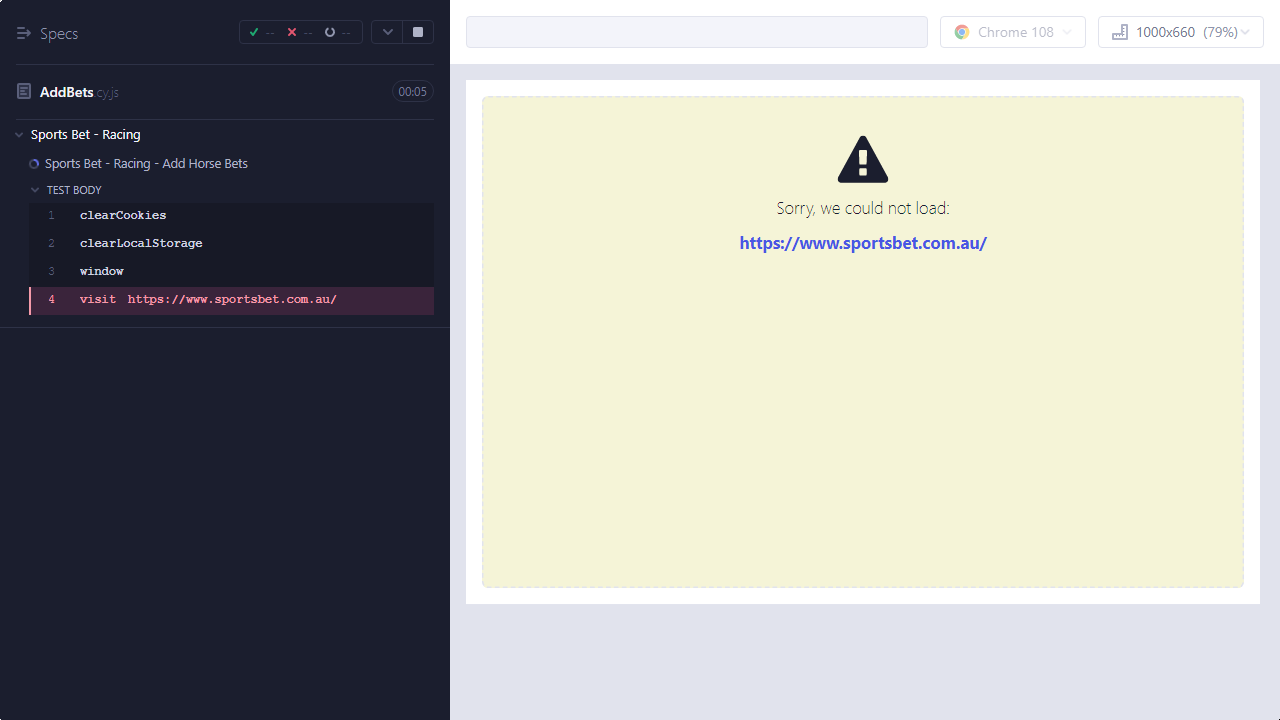 Specs
--
--
--
AddBets.cy.js
00:05
Sports Bet - Racing
Sports Bet - Racing - Add Horse Bets
TEST BODY
1 clearCookies
2 clearLocalStorage
3 window
4 visit https://www.sportsbet.com.au/
Chrome 108
1000x660 (79%)
Sorry, we could not load:
https://www.sportsbet.com.au/